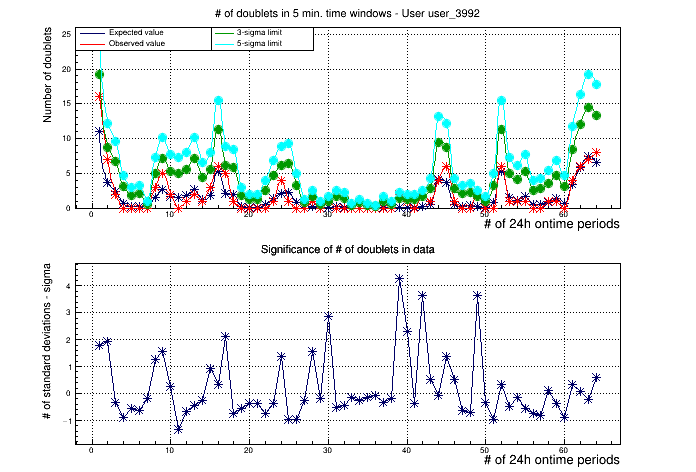 # of doublets in 5 min. time windows - User user_3992
Number of doublets
Expected value
Observed value
3-sigma limit
5-sigma limit
25
20
15
10
5
0
0 10 20 30 40 50 60
# of 24h ontime periods
Significance of # of doublets in data
# of standard deviations - sigma
4
3
2
1
0
−1
0 10 20 30 40 50 60
# of 24h ontime periods